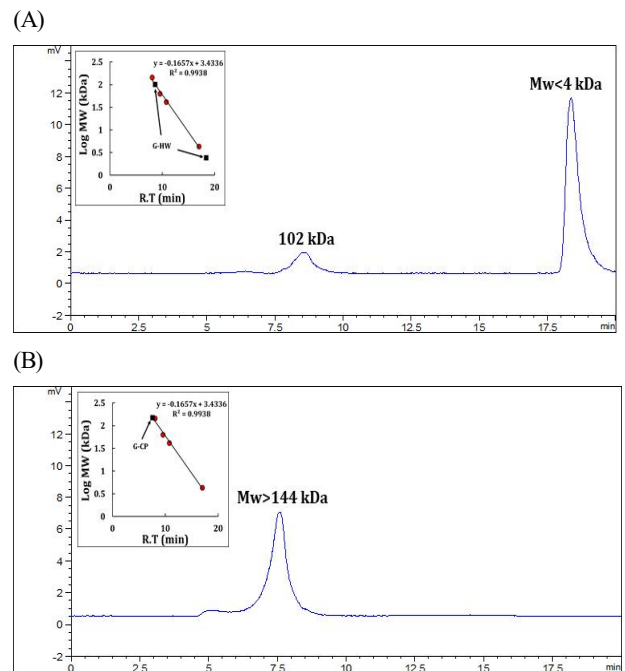 (A)
mV
12
10
8
6
4
2
0
-2
0
2.5
5
7.5
10
12.5
15
17.5
min
y = -0.1657x + 3.4336
R² = 0.9938
Log MW (kDa)
2.5
2
1.5
1
0.5
0
0
10
20
R.T (min)
G-HW
102 kDa
Mw<4 kDa
(B)
mV
12
10
8
6
4
2
0
-2
0
2.5
5
7.5
10
12.5
15
17.5
min
y = -0.1657x + 3.4336
R² = 0.9938
Log MW (kDa)
2.5
2
1.5
1
0.5
0
0
10
20
R.T (min)
G-CP
Mw>144 kDa